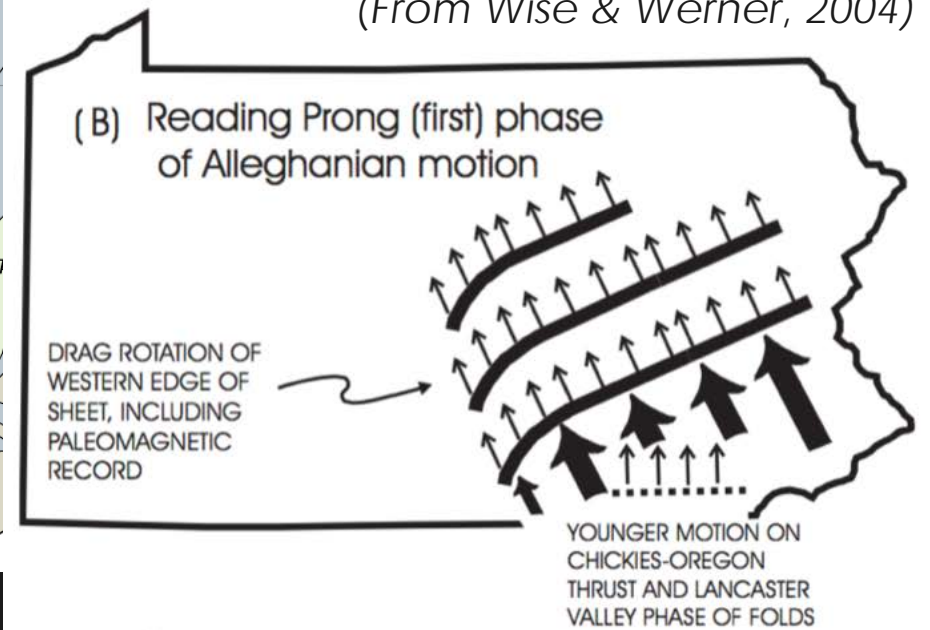 (From Wise & Werner, 2004)
(B) Reading Prong (first) phase
of Alleghanian motion
DRAG ROTATION OF
WESTERN EDGE OF
SHEET, INCLUDING
PALEOMAGNETIC
RECORD
YOUNGER MOTION ON
CHICKIES-OREGON
THRUST AND LANCASTER
VALLEY PHASE OF FOLDS